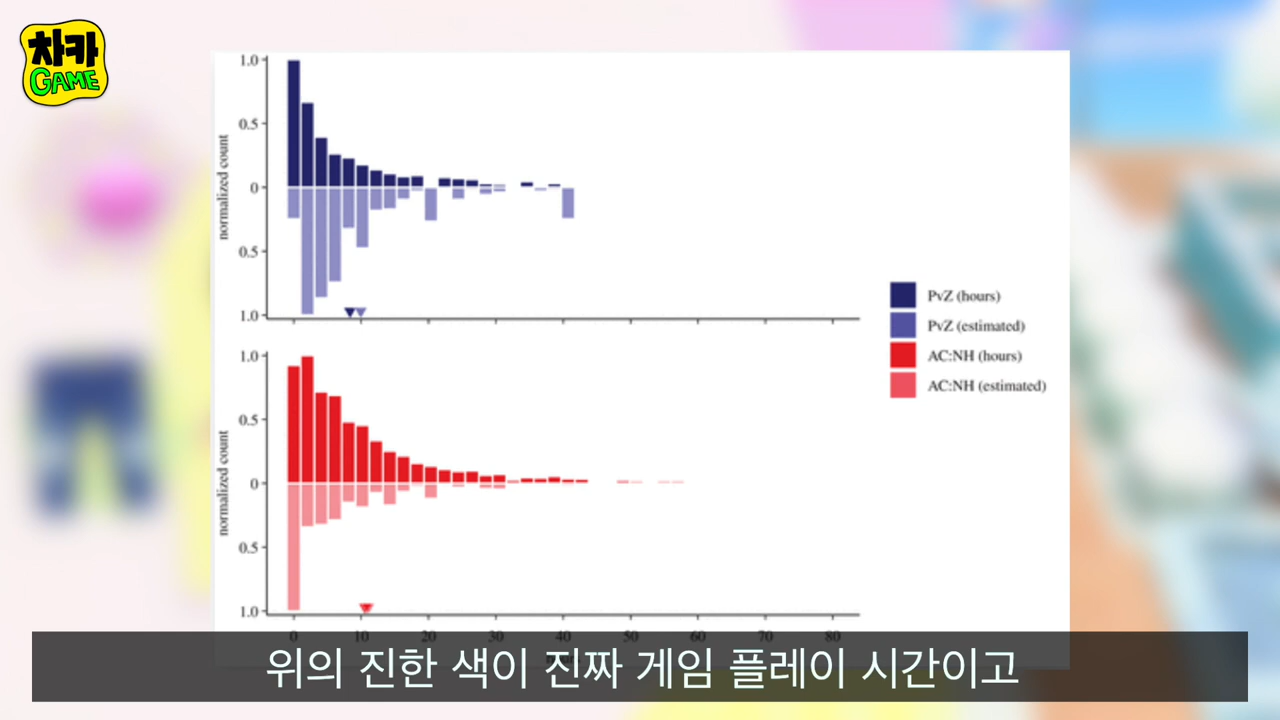 차카
GAME
1.0
0.5
0
0.5
1.0
normalized count
1.0
0.5
0
0.5
1.0
normalized count
0 10 20 30 40 50 60 70 80
PvZ (hours)
PvZ (estimated)
AC:NH (hours)
AC:NH (estimated)
위의 진한 색이 진짜 게임 플레이 시간이고